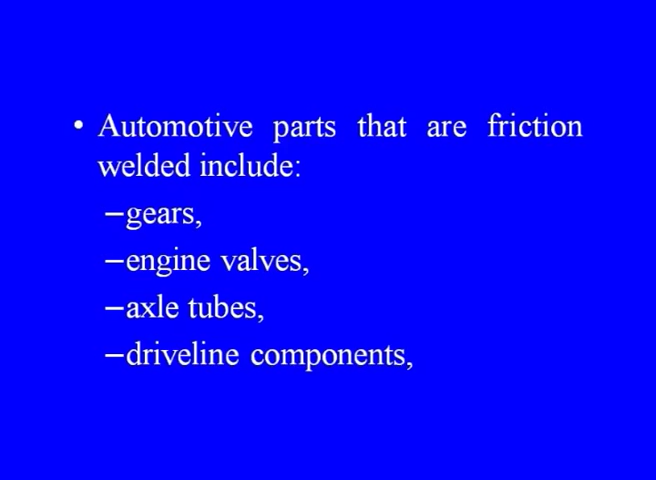 • Automotive parts that are friction
welded include:
–gears,
–engine valves,
–axle tubes,
–driveline components,